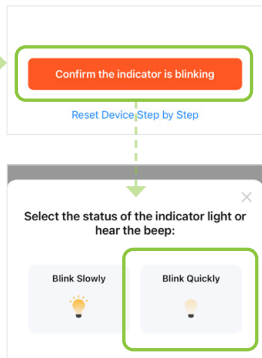 Confirm the indicator is blinking
Reset Device Step by Step
Select the status of the indicator light or
hear the beep:
Blink Slowly
Blink Quickly